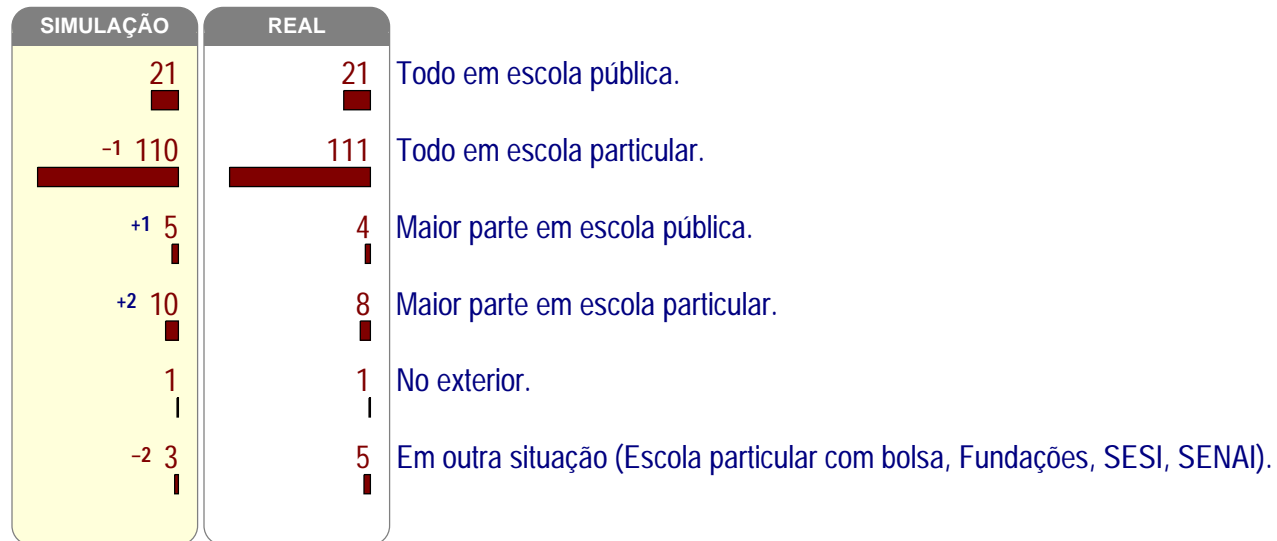 SIMULAÇÃO REAL
21 21 Todo em escola pública.
−1 110 111 Todo em escola particular.
+1 5 4 Maior parte em escola pública.
+2 10 8 Maior parte em escola particular.
1 1 No exterior.
−2 3 5 Em outra situação (Escola particular com bolsa, Fundações, SESI, SENAI).